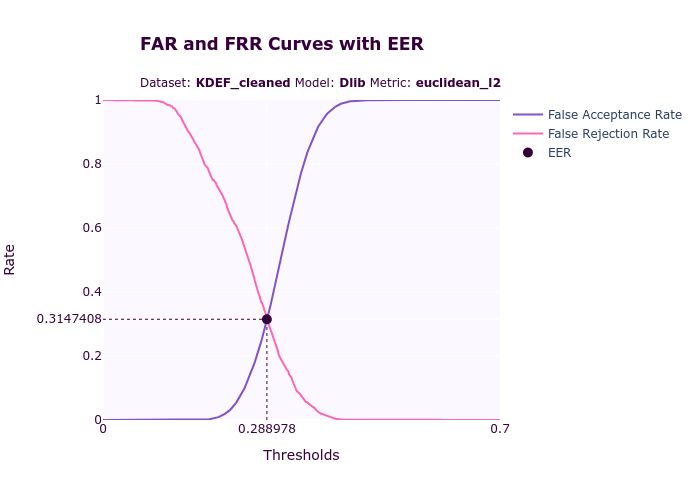 FAR and FRR Curves with EER
Dataset: KDEF_cleaned Model: Dlib Metric: euclidean_l2
False Acceptance Rate
False Rejection Rate
EER
Rate
1
0.8
0.6
0.4
0.3147408
0.2
0
0
0.288978
0.7
Thresholds